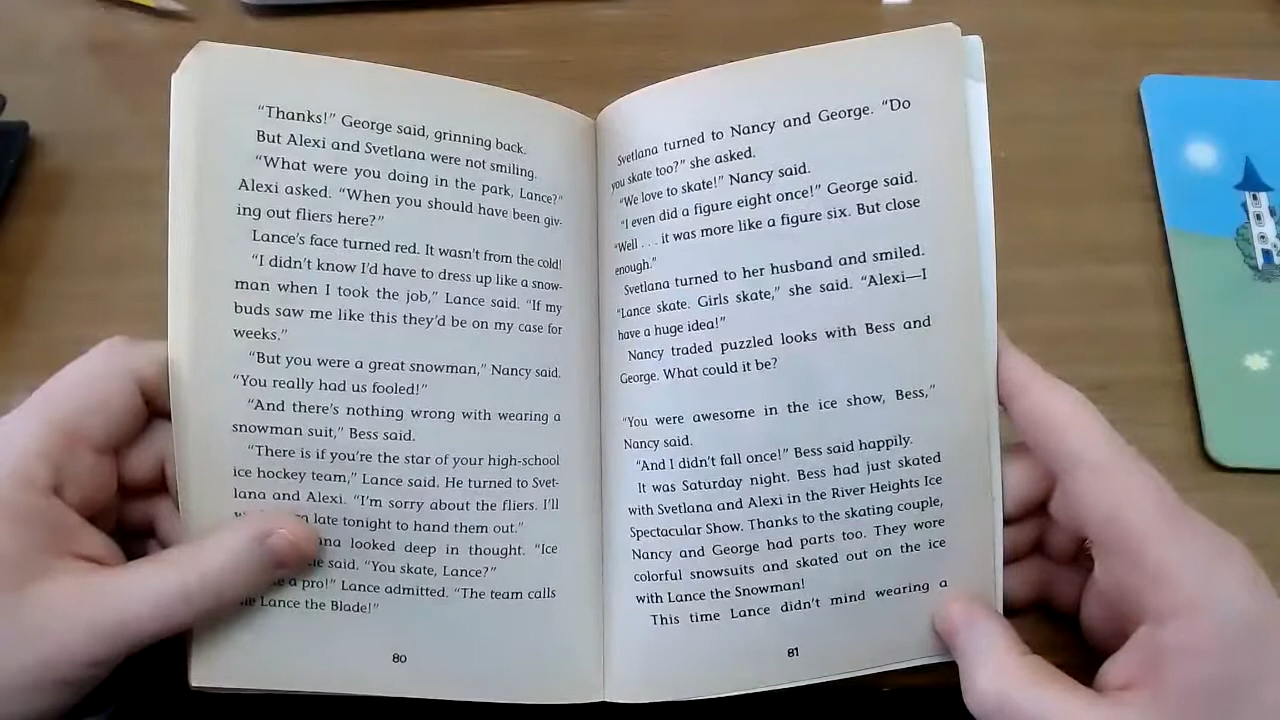 “Thanks!” George said, grinning back.
But Alexi and Svetlana were not smiling.
“What were you doing in the park, Lance?”
Alexi asked. “When you should have been giv-
ing out fliers here?”
Lance’s face turned red. It wasn’t from the cold!
“I didn’t know I’d have to dress up like a snow-
man when I took the job,” Lance said. “If my
buds saw me like this they’d be on my case for
weeks.”
“But you were a great snowman,” Nancy said.
“You really had us fooled!”
“And there’s nothing wrong with wearing a
snowman suit,” Bess said.
“There is if you’re the star of your high-school
ice hockey team,” Lance said. He turned to Svet-
lana and Alexi. “I’m sorry about the fliers. I’ll
late tonight to hand them out.”
looked deep in thought. “Ice
said. “You skate, Lance?”
a pro!” Lance admitted. “The team calls
Lance the Blade!”
80
Svetlana turned to Nancy and George. “Do
you skate too?” she asked.
“We love to skate!” Nancy said.
“I even did a figure eight once!” George said.
“Well . . . it was more like a figure six. But close
enough.”
Svetlana turned to her husband and smiled.
“Lance skate. Girls skate,” she said. “Alexi—I
have a huge idea!”
Nancy traded puzzled looks with Bess and
George. What could it be?
“You were awesome in the ice show, Bess,”
Nancy said.
“And I didn’t fall once!” Bess said happily.
It was Saturday night. Bess had just skated
with Svetlana and Alexi in the River Heights Ice
Spectacular Show. Thanks to the skating couple,
Nancy and George had parts too. They wore
colorful snowsuits and skated out on the ice
with Lance the Snowman!
This time Lance didn’t mind wearing a
81